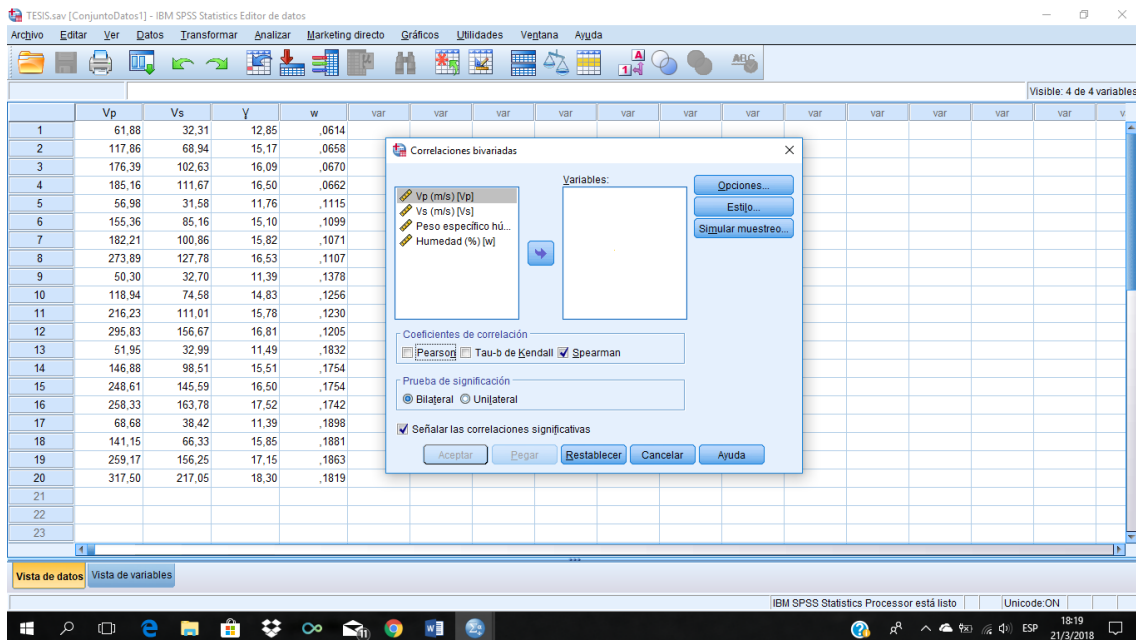 TESIS.sav [ConjuntoDatos1] - IBM SPSS Statistics Editor de datos
Archivo Editar Ver Datos Transformar Analizar Marketing directo Gráficos Utilidades Ventana Ayuda
Visible: 4 de 4 variables
Vp Vs Ɣ w var var var var var var var var var var var var v
1 61,88 32,31 12,85 ,0614
2 117,86 68,94 15,17 ,0658
3 176,39 102,63 16,09 ,0670
4 185,16 111,67 16,50 ,0662
5 56,98 31,58 11,76 ,1115
6 155,36 85,16 15,10 ,1099
7 182,21 100,86 15,82 ,1071
8 273,89 127,78 16,53 ,1107
9 50,30 32,70 11,39 ,1378
10 118,94 74,58 14,83 ,1256
11 216,23 111,01 15,78 ,1230
12 295,83 156,67 16,81 ,1205
13 51,95 32,99 11,49 ,1832
14 146,88 98,51 15,51 ,1754
15 248,61 145,59 16,50 ,1754
16 258,33 163,78 17,52 ,1742
17 68,68 38,42 11,39 ,1898
18 141,15 66,33 15,85 ,1881
19 259,17 156,25 17,15 ,1863
20 317,50 217,05 18,30 ,1819
21
22
23
Correlaciones bivariadas
Variables:
Vp (m/s) [Vp]
Vs (m/s) [Vs]
Peso específico hú...
Humedad (%) [w]
Opciones...
Estilo...
Simular muestreo...
Coeficientes de correlación
Pearson Tau-b de Kendall Spearman
Prueba de significación
Bilateral Unilateral
Señalar las correlaciones significativas
Aceptar Pegar Restablecer Cancelar Ayuda
Vista de datos Vista de variables
IBM SPSS Statistics Processor está listo Unicode:ON
ESP
18:19
21/3/2018